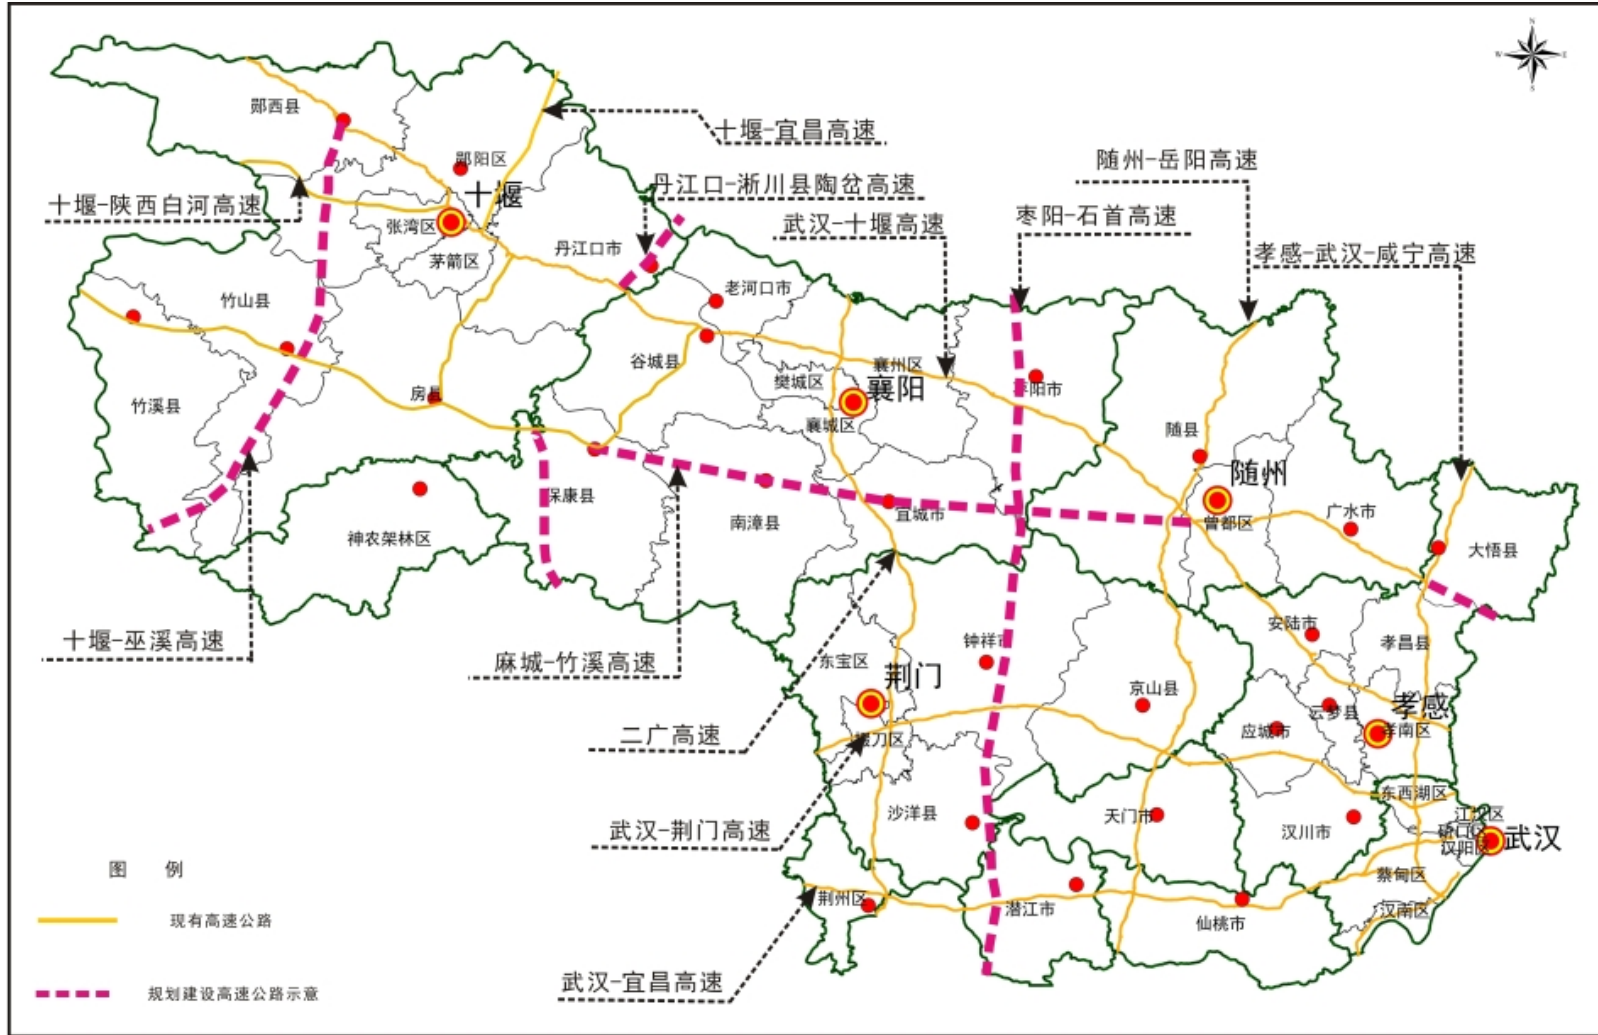 N
W
E
S
郧西县
十堰-宜昌高速
郧阳区
随州-岳阳高速
十堰
丹江口-淅川县陶岔高速
十堰-陕西白河高速
武汉-十堰高速
枣阳-石首高速
张湾区
丹江口市
孝感-武汉-咸宁高速
茅箭区
老河口市
竹山县
谷城县
襄州区
樊城区
襄阳
枣阳市
房县
竹溪县
襄城区
随县
随州
保康县
宜城市
广水市
南漳县
曾都区
神农架林区
大悟县
安陆市
十堰-巫溪高速
钟祥市
孝昌县
麻城-竹溪高速
东宝区
荆门
京山县
孝感
云梦县
二广高速
掇刀区
应城市
孝南区
东西湖区
沙洋县
天门市
江汉区
武汉-荆门高速
汉川市
硚口区
武汉
汉阳区
图 例
蔡甸区
荆州区
潜江市
汉南区
现有高速公路
仙桃市
武汉-宜昌高速
规划建设高速公路示意